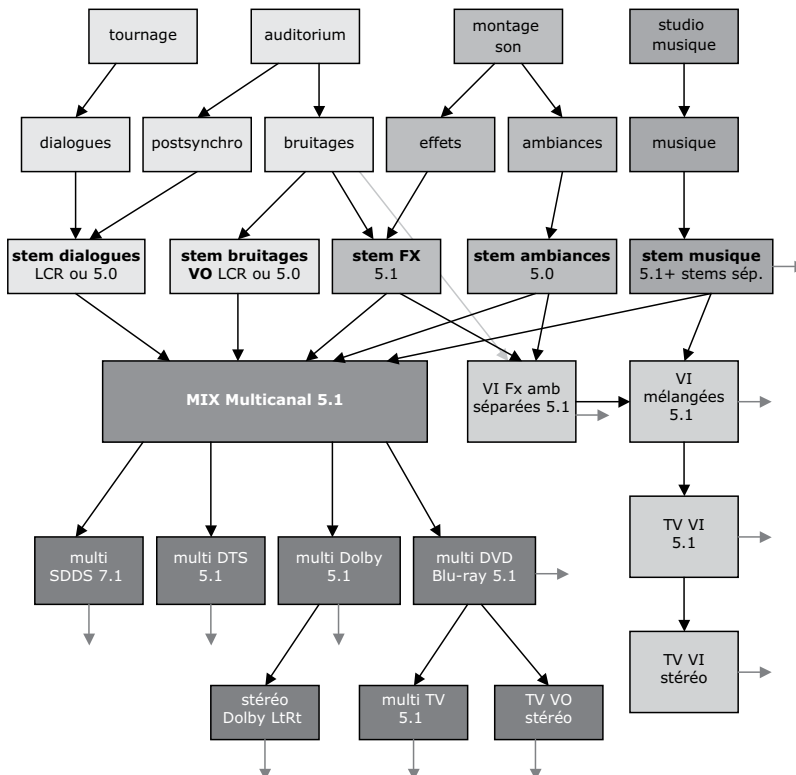 tournage
auditorium
montage
son
studio
musique
dialogues
postsynchro
bruitages
effets
ambiances
musique
stem dialogues
LCR ou 5.0
stem bruitages
VO LCR ou 5.0
stem FX
5.1
stem ambiances
5.0
stem musique
5.1+ stems sép.
MIX Multicanal 5.1
VI Fx amb
séparées 5.1
VI
mélangées
5.1
multi
SDDS 7.1
multi DTS
5.1
multi Dolby
5.1
multi DVD
Blu-ray 5.1
TV VI
5.1
stéréo
Dolby LtRt
multi TV
5.1
TV VO
stéréo
TV VI
stéréo